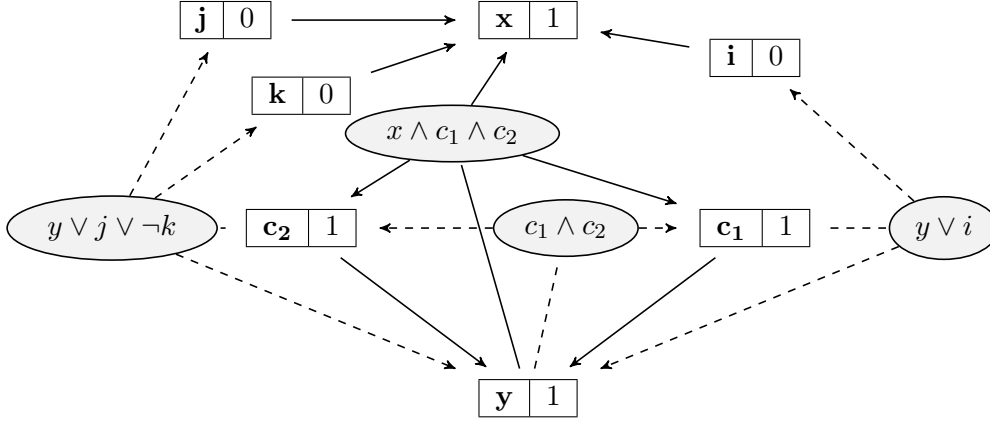 j 0
x 1
i 0
k 0
x ∧ c₁ ∧ c₂
y ∨ j ∨ ¬k
c₂ 1
c₁ ∧ c₂
c₁ 1
y ∨ i
y 1